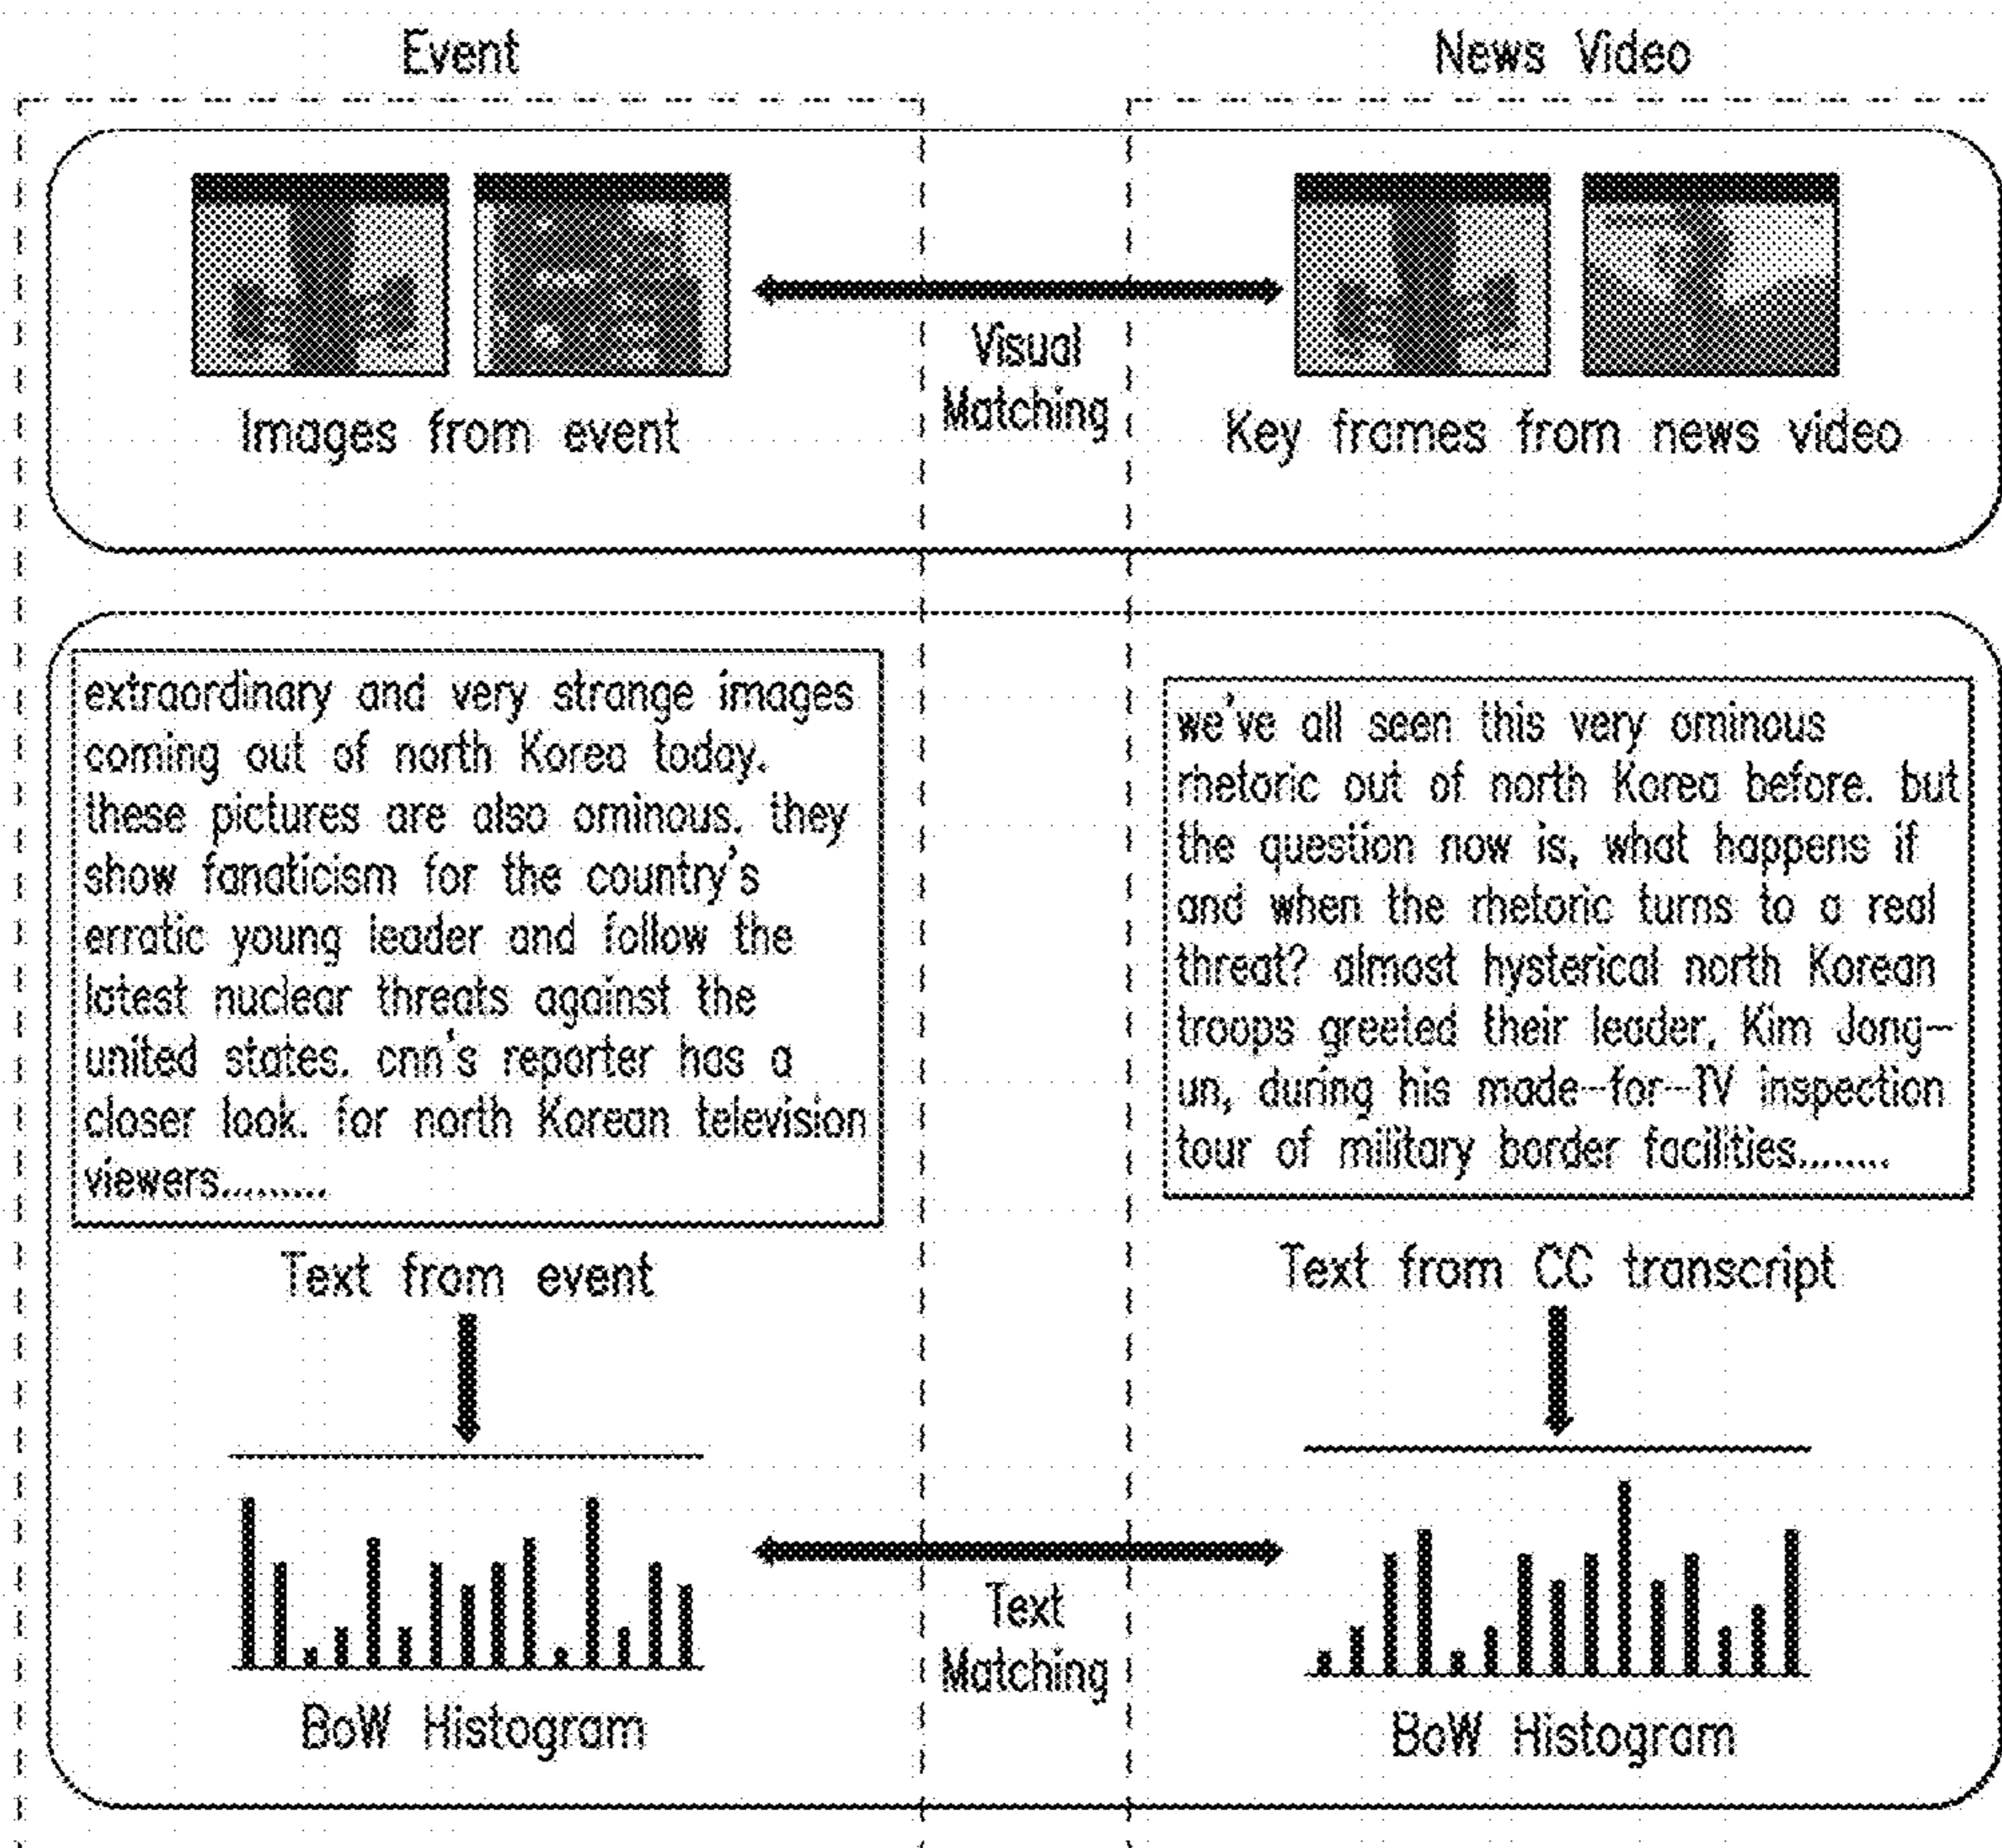 Event
News Video
Images from event
Visual
Matching
Key frames from news video
extraordinary and very strange images
coming out of north Korea today.
these pictures are also ominous. they
show fanaticism for the country's
erratic young leader and follow the
latest nuclear threats against the
united states. cnn's reporter has a
closer look. for north Korean television
viewers.........
Text from event
we've all seen this very ominous
rhetoric out of north Korea before. but
the question now is, what happens if
and when the rhetoric turns to a real
threat? almost hysterical north Korean
troops greeted their leader, Kim Jong-
un, during his made-for-TV inspection
tour of military border facilities........
Text from CC transcript
BoW Histogram
Text
Matching
BoW Histogram